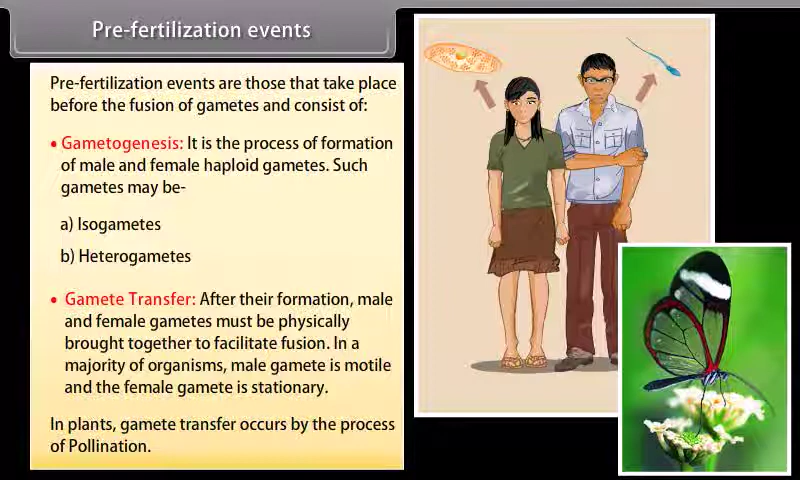 Pre-fertilization events
Pre-fertilization events are those that take place
before the fusion of gametes and consist of:
• Gametogenesis: It is the process of formation
of male and female haploid gametes. Such
gametes may be-
a) Isogametes
b) Heterogametes
• Gamete Transfer: After their formation, male
and female gametes must be physically
brought together to facilitate fusion. In a
majority of organisms, male gamete is motile
and the female gamete is stationary.
In plants, gamete transfer occurs by the process
of Pollination.